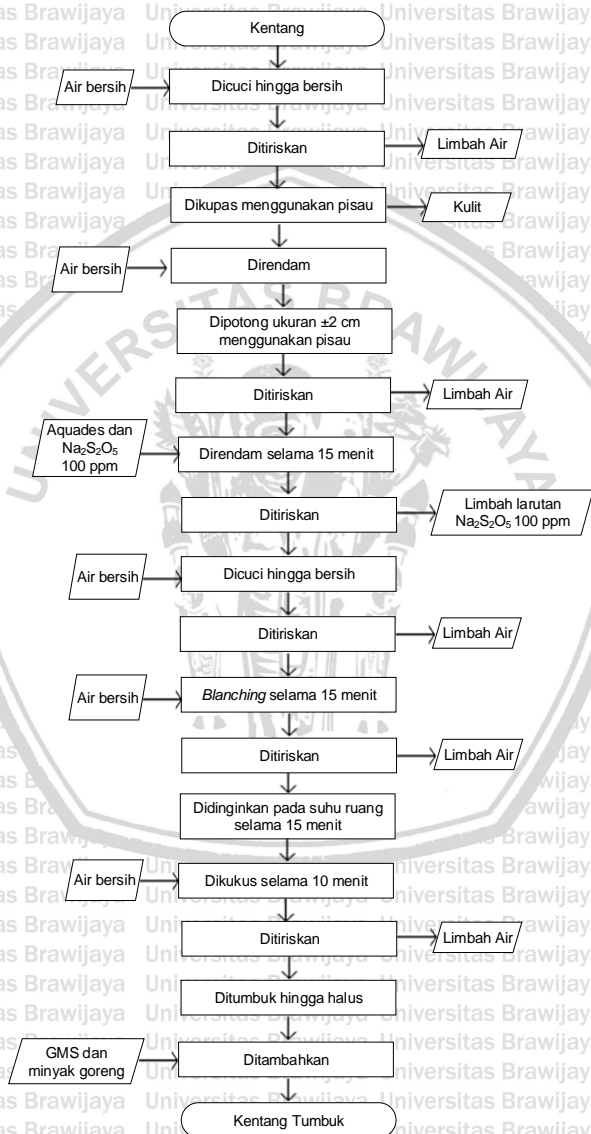 Kentang
Air bersih
Dicuci hingga bersih
Ditiriskan
Limbah Air
Dikupas menggunakan pisau
Kulit
Air bersih
Direndam
Dipotong ukuran ±2 cm
menggunakan pisau
Ditiriskan
Limbah Air
Aquades dan
Na₂S₂O₅
100 ppm
Direndam selama 15 menit
Ditiriskan
Limbah larutan
Na₂S₂O₅ 100 ppm
Air bersih
Dicuci hingga bersih
Ditiriskan
Limbah Air
Air bersih
Blanching selama 15 menit
Ditiriskan
Limbah Air
Didinginkan pada suhu ruang
selama 15 menit
Air bersih
Dikukus selama 10 menit
Ditiriskan
Limbah Air
Ditumbuk hingga halus
GMS dan
minyak goreng
Ditambahkan
Kentang Tumbuk
UNIVERSITAS BRAWIJAYA